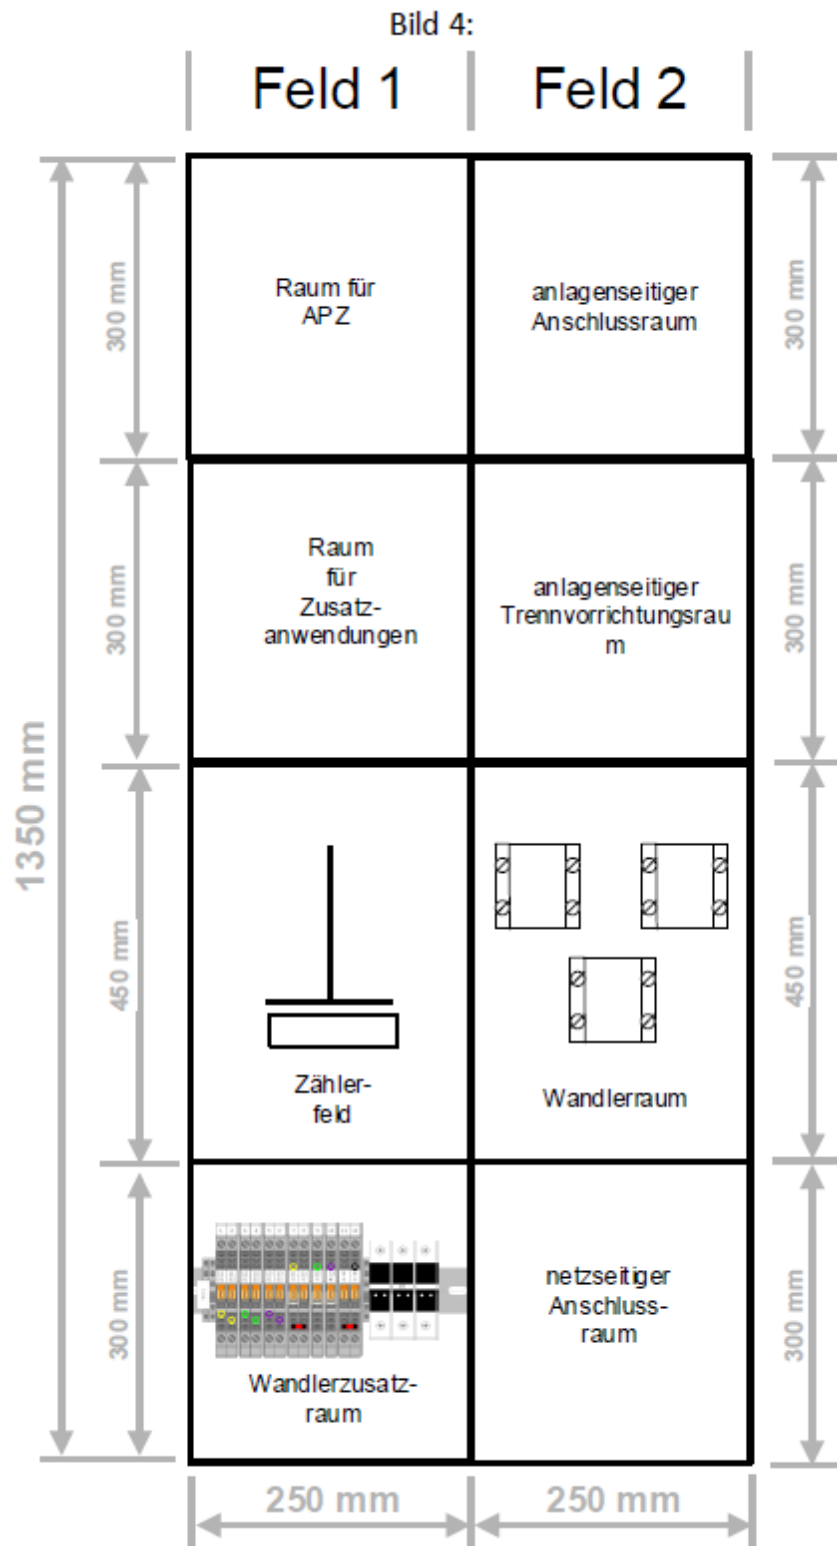 Bild 4:
Feld 1
Feld 2
Raum für
APZ
anlagenseitiger
Anschlussraum
300 mm
300 mm
Raum
für
Zusatz-
anwendungen
anlagenseitiger
Trennvorrichtungsrau
m
300 mm
300 mm
1350 mm
Zähler-
feld
Wandlerraum
450 mm
450 mm
Wandlerzusatz-
raum
netzseitiger
Anschluss-
raum
300 mm
300 mm
250 mm
250 mm